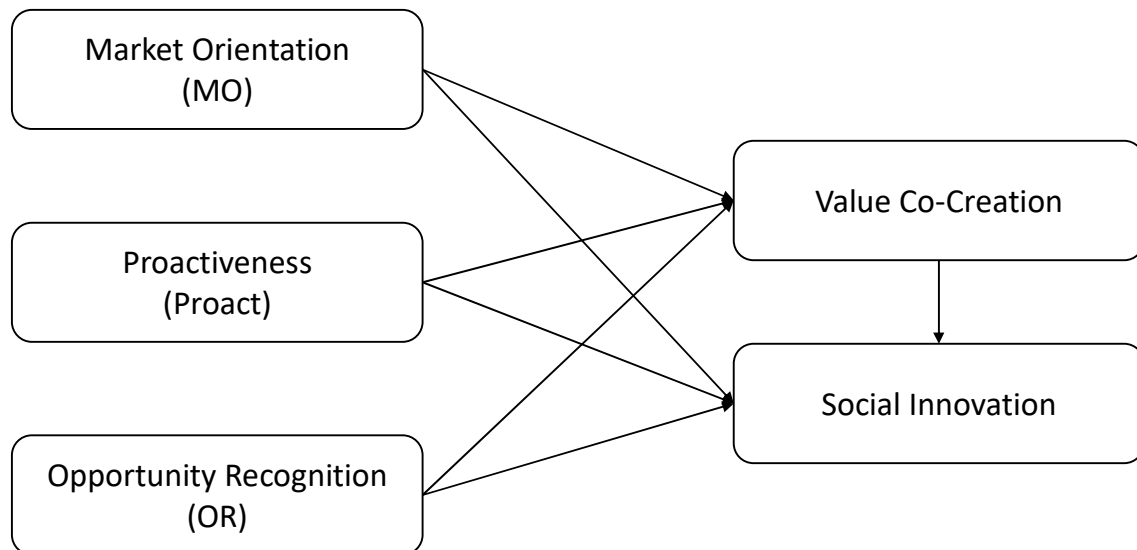 Market Orientation
(MO)
Proactiveness
(Proact)
Opportunity Recognition
(OR)
Value Co-Creation
Social Innovation